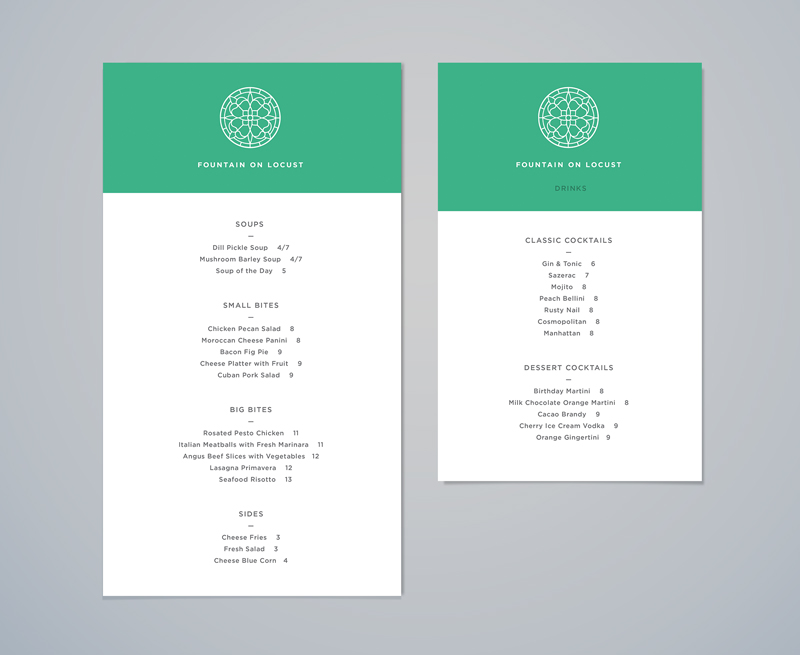 FOUNTAIN ON LOCUST
SOUPS
—
Dill Pickle Soup 4/7
Mushroom Barley Soup 4/7
Soup of the Day 5
SMALL BITES
—
Chicken Pecan Salad 8
Moroccan Cheese Panini 8
Bacon Fig Pie 9
Cheese Platter with Fruit 9
Cuban Pork Salad 9
BIG BITES
—
Rosated Pesto Chicken 11
Italian Meatballs with Fresh Marinara 11
Angus Beef Slices with Vegetables 12
Lasagna Primavera 12
Seafood Risotto 13
SIDES
—
Cheese Fries 3
Fresh Salad 3
Cheese Blue Corn 4
FOUNTAIN ON LOCUST
DRINKS
CLASSIC COCKTAILS
—
Gin & Tonic 6
Sazerac 7
Mojito 8
Peach Bellini 8
Rusty Nail 8
Cosmopolitan 8
Manhattan 8
DESSERT COCKTAILS
—
Birthday Martini 8
Milk Chocolate Orange Martini 8
Cacao Brandy 9
Cherry Ice Cream Vodka 9
Orange Gingertini 9